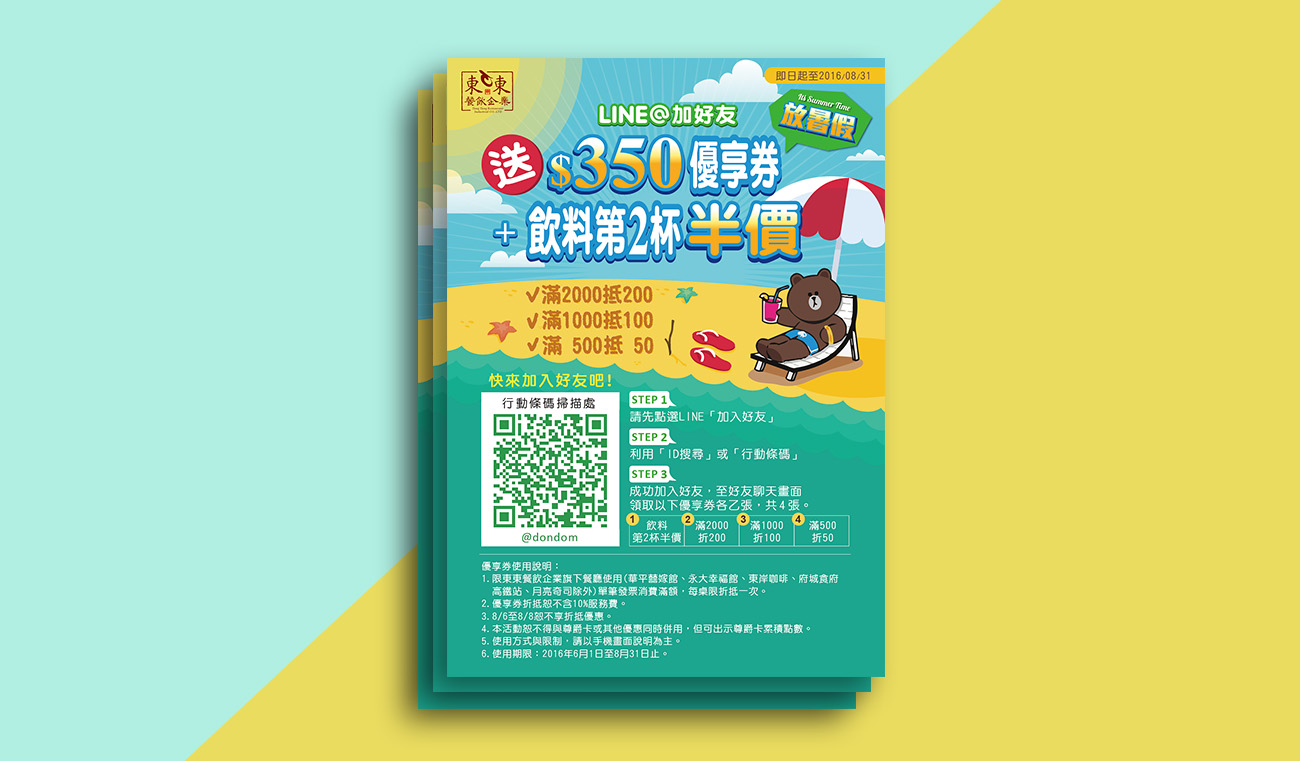 東東
餐飲企業
即日起至2016/08/31
It's Summer Time
放暑假
LINE@加好友
送$350優享券
+飲料第2杯半價
✓滿2000抵200
✓滿1000抵100
✓滿 500抵 50
快來加入好友吧!
行動條碼掃描處
@dondom
STEP 1
請先點選LINE「加入好友」
STEP 2
利用「ID搜尋」或「行動條碼」
STEP 3
成功加入好友，至好友聊天畫面
領取以下優享券各乙張，共4張。
1 飲料 2 滿2000 3 滿1000 4 滿500
第2杯半價 折200 折100 折50
優享券使用說明：
1.限東東餐飲企業旗下餐廳使用(華平囍嫁館、永大幸福館、東岸咖啡、府城食府
高鐵站、月亮奇司除外)單筆發票消費滿額，每桌限折抵一次。
2.優享券折抵恕不含10%服務費。
3.8/6至8/8恕不享折抵優惠。
4.本活動恕不得與尊爵卡或其他優惠同時併用，但可出示尊爵卡累積點數。
5.使用方式與限制，請以手機畫面說明為主。
6.使用期限：2016年6月1日至8月31日止。